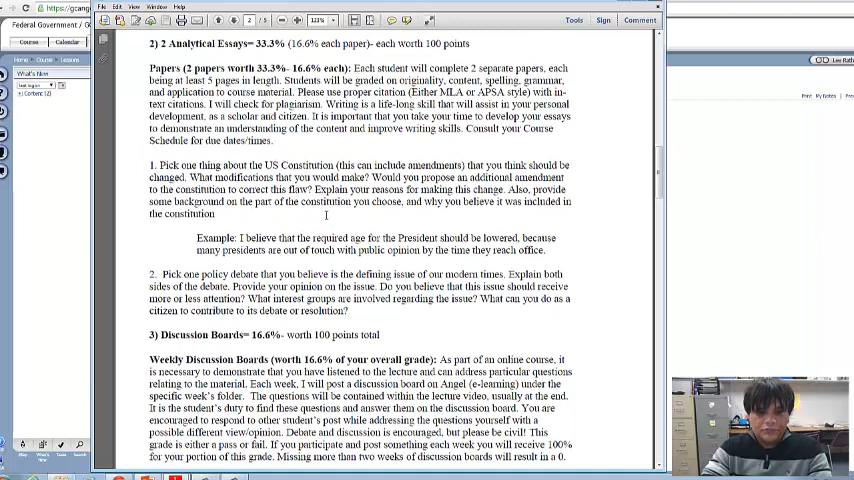 https://gcang
Federal Government / G
Course
Calendar
Home > Course > Lessons
What's New
Content (2)
File Edit View Window Help
2 / 5
123%
Tools Sign Comment
Lee Rath
Print My Notes
2) 2 Analytical Essays= 33.3% (16.6% each paper)- each worth 100 points
Papers (2 papers worth 33.3%- 16.6% each): Each student will complete 2 separate papers, each
being at least 5 pages in length. Students will be graded on originality, content, spelling, grammar,
and application to course material. Please use proper citation (Either MLA or APSA style) with in-
text citations. I will check for plagiarism. Writing is a life-long skill that will assist in your personal
development, as a scholar and citizen. It is important that you take your time to develop your essays
to demonstrate an understanding of the content and improve writing skills. Consult your Course
Schedule for due dates/times.
1. Pick one thing about the US Constitution (this can include amendments) that you think should be
changed. What modifications that you would make? Would you propose an additional amendment
to the constitution to correct this flaw? Explain your reasons for making this change. Also, provide
some background on the part of the constitution you choose, and why you believe it was included in
the constitution
Example: I believe that the required age for the President should be lowered, because
many presidents are out of touch with public opinion by the time they reach office.
2. Pick one policy debate that you believe is the defining issue of our modern times. Explain both
sides of the debate. Provide your opinion on the issue. Do you believe that this issue should receive
more or less attention? What interest groups are involved regarding the issue? What can you do as a
citizen to contribute to its debate or resolution?
3) Discussion Boards= 16.6%- worth 100 points total
Weekly Discussion Boards (worth 16.6% of your overall grade): As part of an online course, it
is necessary to demonstrate that you have listened to the lecture and can address particular questions
relating to the material. Each week, I will post a discussion board on Angel (e-learning) under the
specific week's folder. The questions will be contained within the lecture video, usually at the end.
It is the student's duty to find these questions and answer them on the discussion board. You are
encouraged to respond to other student's post while addressing the questions yourself with a
possible different view/opinion. Debate and discussion is encouraged, but please be civil! This
grade is either a pass or fail. If you participate and post something each week you will receive 100%
for your portion of this grade. Missing more than two weeks of discussion boards will result in a 0.